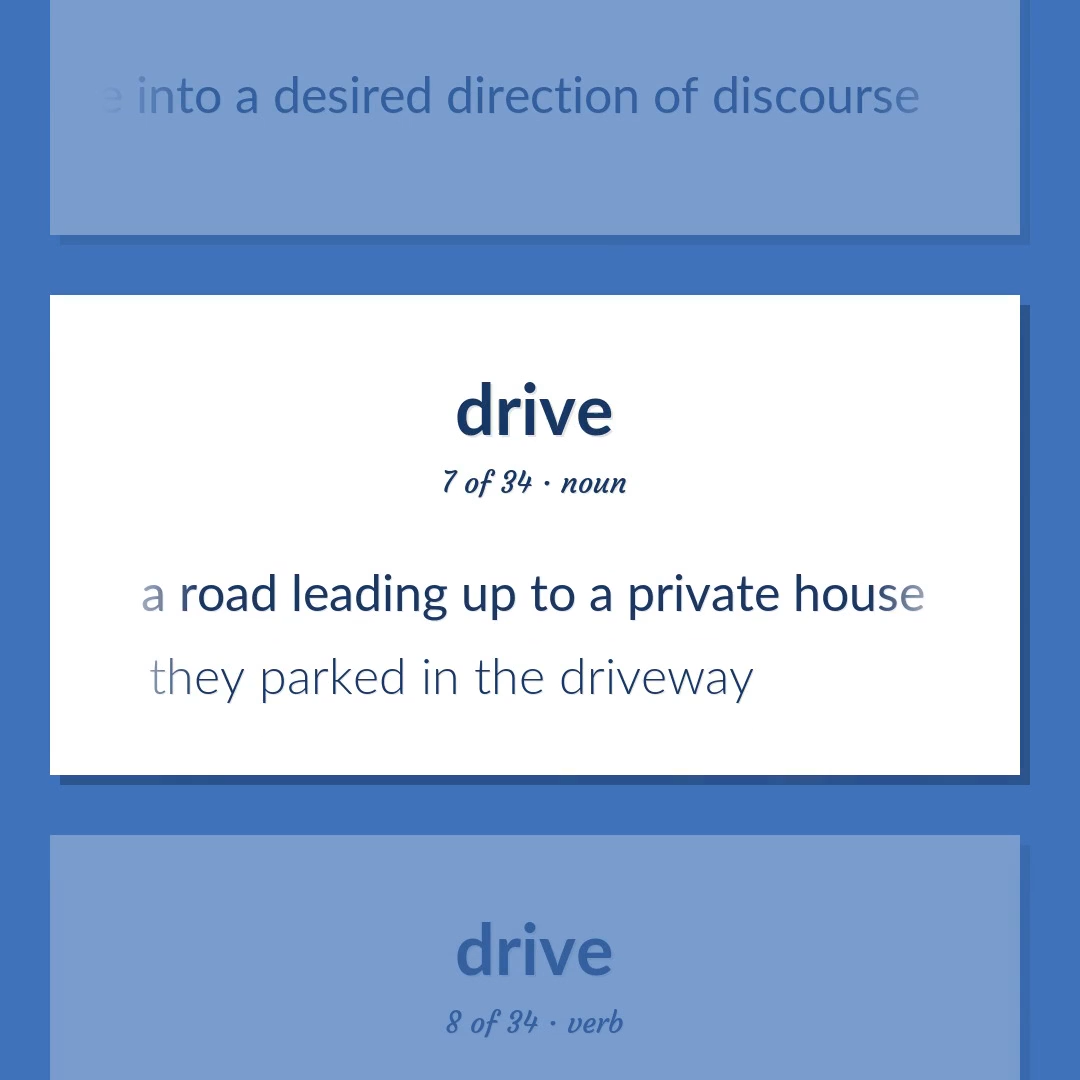 into a desired direction of discourse
drive
7 of 34 · noun
a road leading up to a private house
they parked in the driveway
drive
8 of 34 · verb